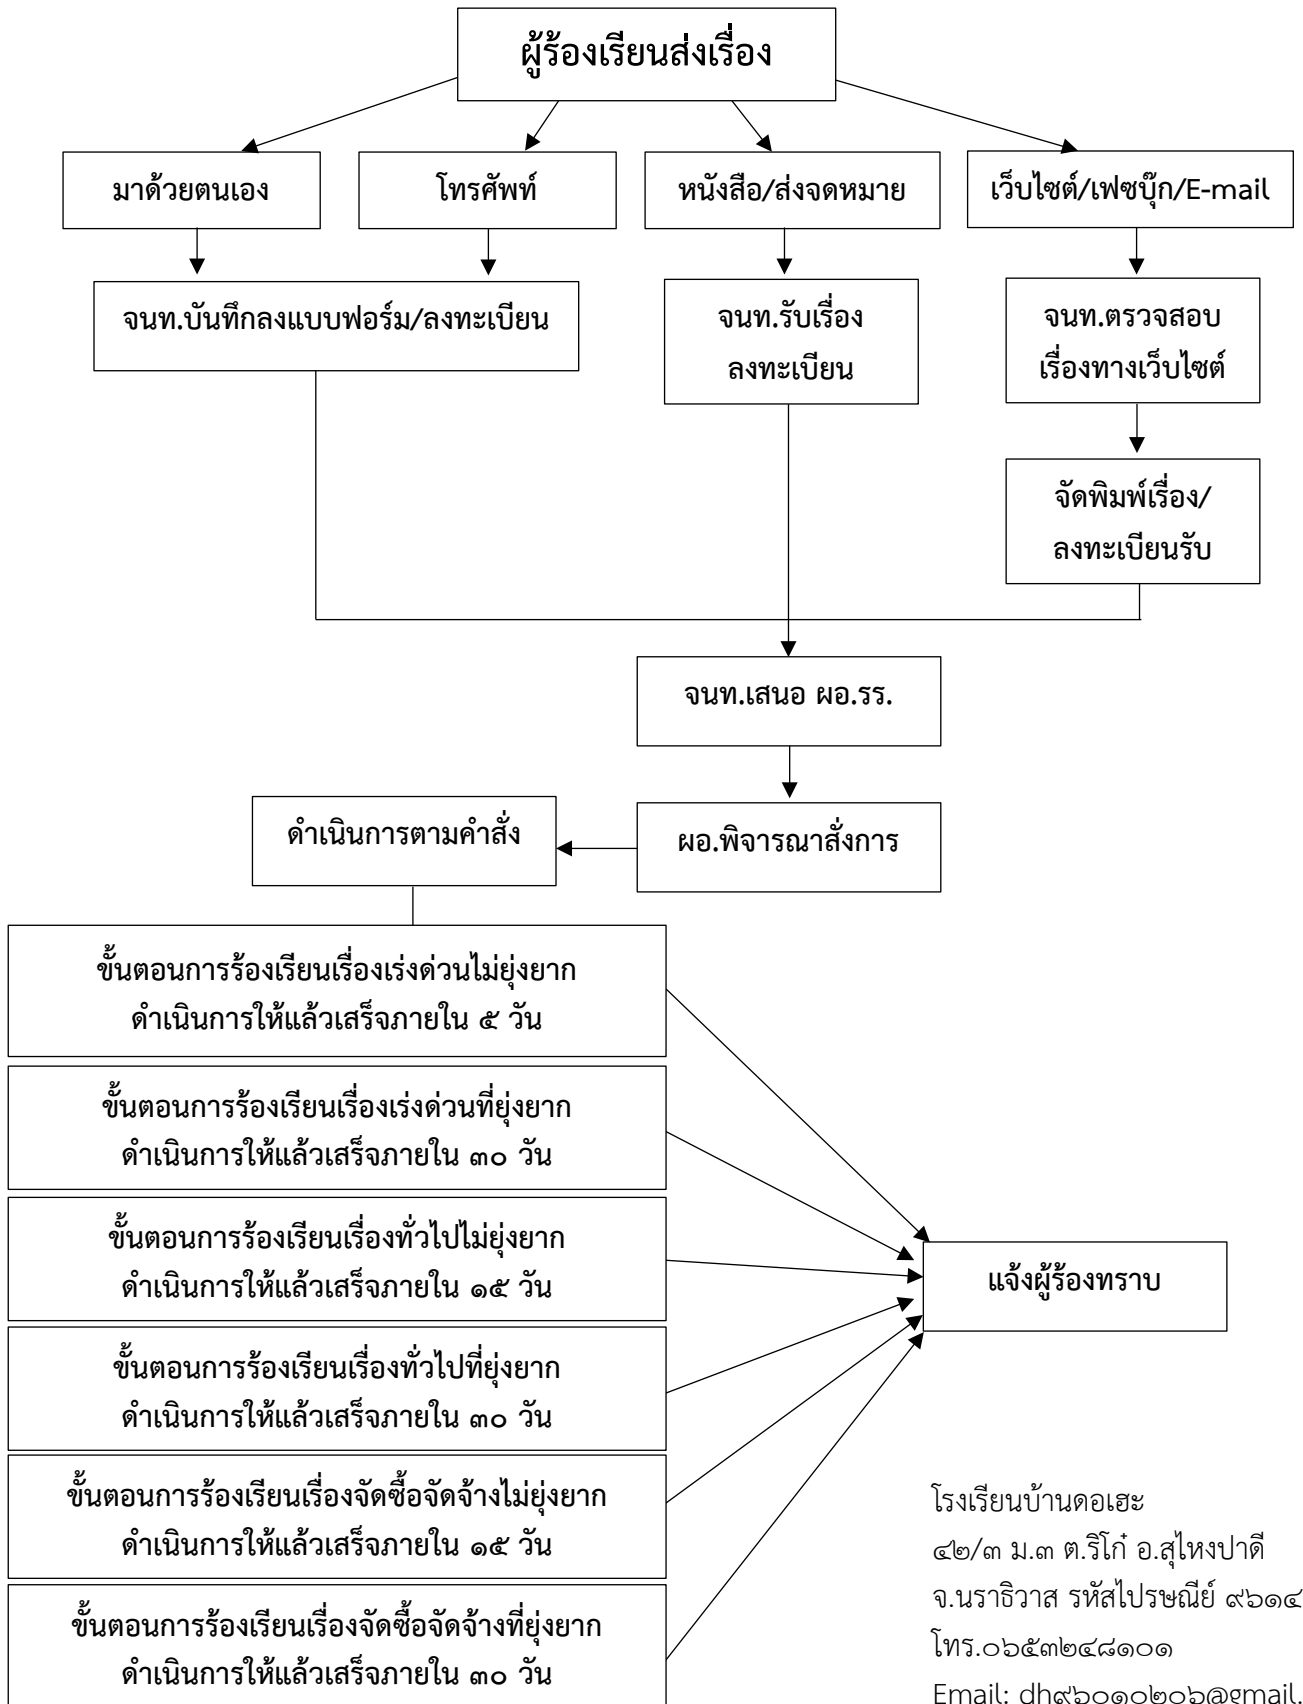 ผู้ร้องเรียนส่งเรื่อง
มาด้วยตนเอง
โทรศัพท์
หนังสือ/ส่งจดหมาย
เว็บไซต์/เฟซบุ๊ก/E-mail
จนท.บันทึกลงแบบฟอร์ม/ลงทะเบียน
จนท.รับเรื่อง
ลงทะเบียน
จนท.ตรวจสอบ
เรื่องทางเว็บไซต์
จัดพิมพ์เรื่อง/
ลงทะเบียนรับ
จนท.เสนอ ผอ.รร.
ผอ.พิจารณาสั่งการ
ดำเนินการตามคำสั่ง
ขั้นตอนการร้องเรียนเรื่องเร่งด่วนไม่ยุ่งยาก
ดำเนินการให้แล้วเสร็จภายใน ๕ วัน
ขั้นตอนการร้องเรียนเรื่องเร่งด่วนที่ยุ่งยาก
ดำเนินการให้แล้วเสร็จภายใน ๓๐ วัน
ขั้นตอนการร้องเรียนเรื่องทั่วไปไม่ยุ่งยาก
ดำเนินการให้แล้วเสร็จภายใน ๑๕ วัน
ขั้นตอนการร้องเรียนเรื่องทั่วไปที่ยุ่งยาก
ดำเนินการให้แล้วเสร็จภายใน ๓๐ วัน
ขั้นตอนการร้องเรียนเรื่องจัดซื้อจัดจ้างไม่ยุ่งยาก
ดำเนินการให้แล้วเสร็จภายใน ๑๕ วัน
ขั้นตอนการร้องเรียนเรื่องจัดซื้อจัดจ้างที่ยุ่งยาก
ดำเนินการให้แล้วเสร็จภายใน ๓๐ วัน
แจ้งผู้ร้องทราบ
โรงเรียนบ้านดอเฮะ
๔๒/๓ ม.๓ ต.ริโก๋ อ.สุไหงปาดี
จ.นราธิวาส รหัสไปรษณีย์ ๙๖๑๔
โทร.๐๖๕๓๒๔๘๑๐๑
Email: dh๙๖๐๑๐๒๐๖@gmail.